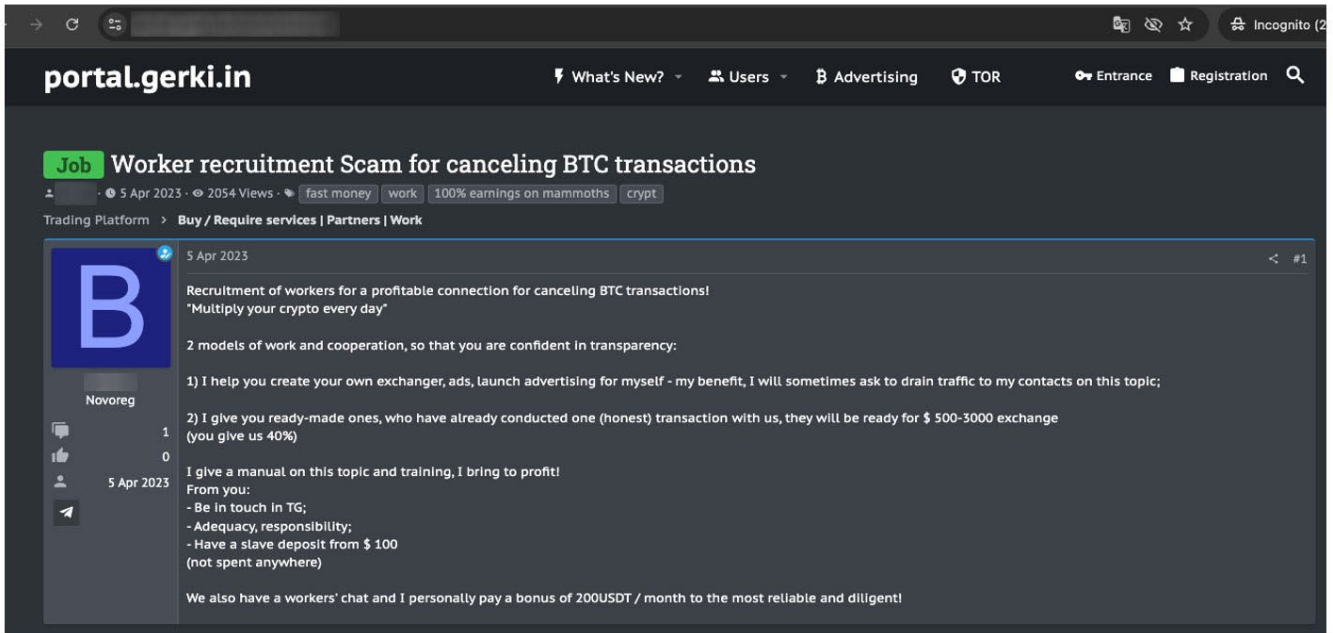 Incognito (2
portal.gerki.in
What's New?
Users
Advertising
TOR
Entrance
Registration
Job Worker recruitment Scam for canceling BTC transactions
5 Apr 2023 · 2054 Views · fast money work 100% earnings on mammoths crypt
Trading Platform > Buy / Require services | Partners | Work
B
Novoreg
1
0
5 Apr 2023
5 Apr 2023
#1
Recruitment of workers for a profitable connection for canceling BTC transactions!
"Multiply your crypto every day"
2 models of work and cooperation, so that you are confident in transparency:
1) I help you create your own exchanger, ads, launch advertising for myself - my benefit, I will sometimes ask to drain traffic to my contacts on this topic;
2) I give you ready-made ones, who have already conducted one (honest) transaction with us, they will be ready for $ 500-3000 exchange
(you give us 40%)
I give a manual on this topic and training, I bring to profit!
From you:
- Be in touch in TG;
- Adequacy, responsibility;
- Have a slave deposit from $ 100
(not spent anywhere)
We also have a workers' chat and I personally pay a bonus of 200USDT / month to the most reliable and diligent!